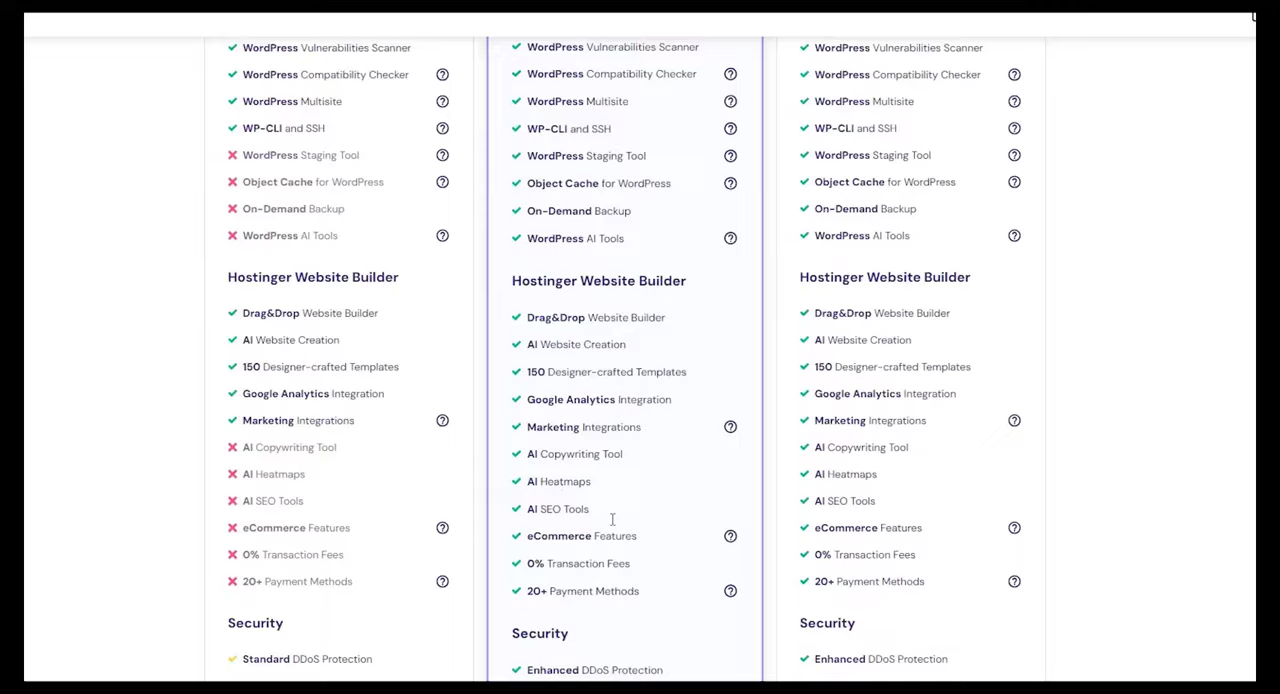 WordPress Vulnerabilities Scanner
WordPress Compatibility Checker
WordPress Multisite
WP-CLI and SSH
WordPress Staging Tool
Object Cache for WordPress
On-Demand Backup
WordPress AI Tools
Hostinger Website Builder
Drag&Drop Website Builder
AI Website Creation
150 Designer-crafted Templates
Google Analytics Integration
Marketing Integrations
AI Copywriting Tool
AI Heatmaps
AI SEO Tools
eCommerce Features
0% Transaction Fees
20+ Payment Methods
Security
Standard DDoS Protection
WordPress Vulnerabilities Scanner
WordPress Compatibility Checker
WordPress Multisite
WP-CLI and SSH
WordPress Staging Tool
Object Cache for WordPress
On-Demand Backup
WordPress AI Tools
Hostinger Website Builder
Drag&Drop Website Builder
AI Website Creation
150 Designer-crafted Templates
Google Analytics Integration
Marketing Integrations
AI Copywriting Tool
AI Heatmaps
AI SEO Tools
eCommerce Features
0% Transaction Fees
20+ Payment Methods
Security
Enhanced DDoS Protection
WordPress Vulnerabilities Scanner
WordPress Compatibility Checker
WordPress Multisite
WP-CLI and SSH
WordPress Staging Tool
Object Cache for WordPress
On-Demand Backup
WordPress AI Tools
Hostinger Website Builder
Drag&Drop Website Builder
AI Website Creation
150 Designer-crafted Templates
Google Analytics Integration
Marketing Integrations
AI Copywriting Tool
AI Heatmaps
AI SEO Tools
eCommerce Features
0% Transaction Fees
20+ Payment Methods
Security
Enhanced DDoS Protection